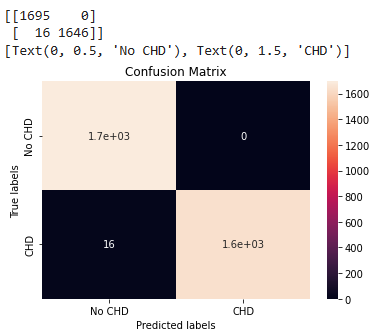 [[1695    0]
 [  16 1646]]
[Text(0, 0.5, 'No CHD'), Text(0, 1.5, 'CHD')]
Confusion Matrix
True labels
No CHD
1.7e+03
0
CHD
16
1.6e+03
No CHD
CHD
Predicted labels
1600
1400
1200
1000
800
600
400
200
0